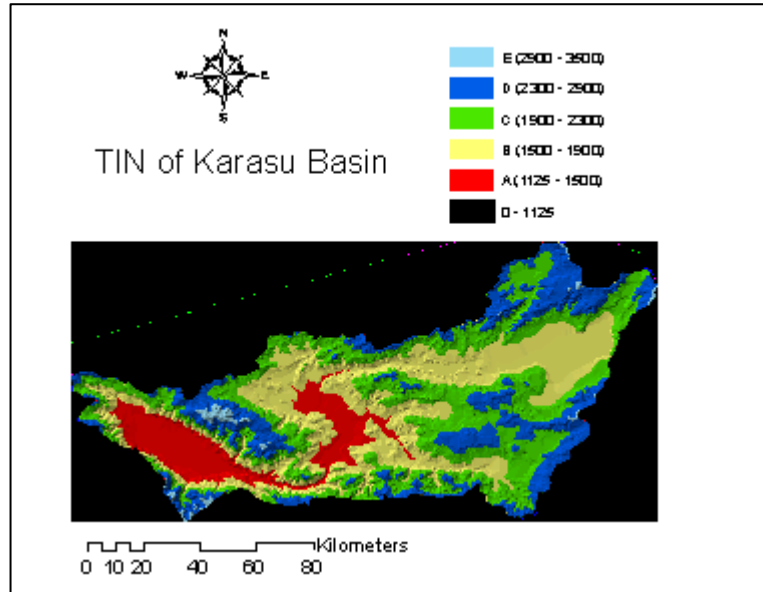 N
W E
S
TIN of Karasu Basin
E (2900 - 3500)
D (2300 - 2900)
C (1900 - 2300)
B (1500 - 1900)
A (1125 - 1500)
0 - 1125
Kilometers
0 10 20 40 60 80